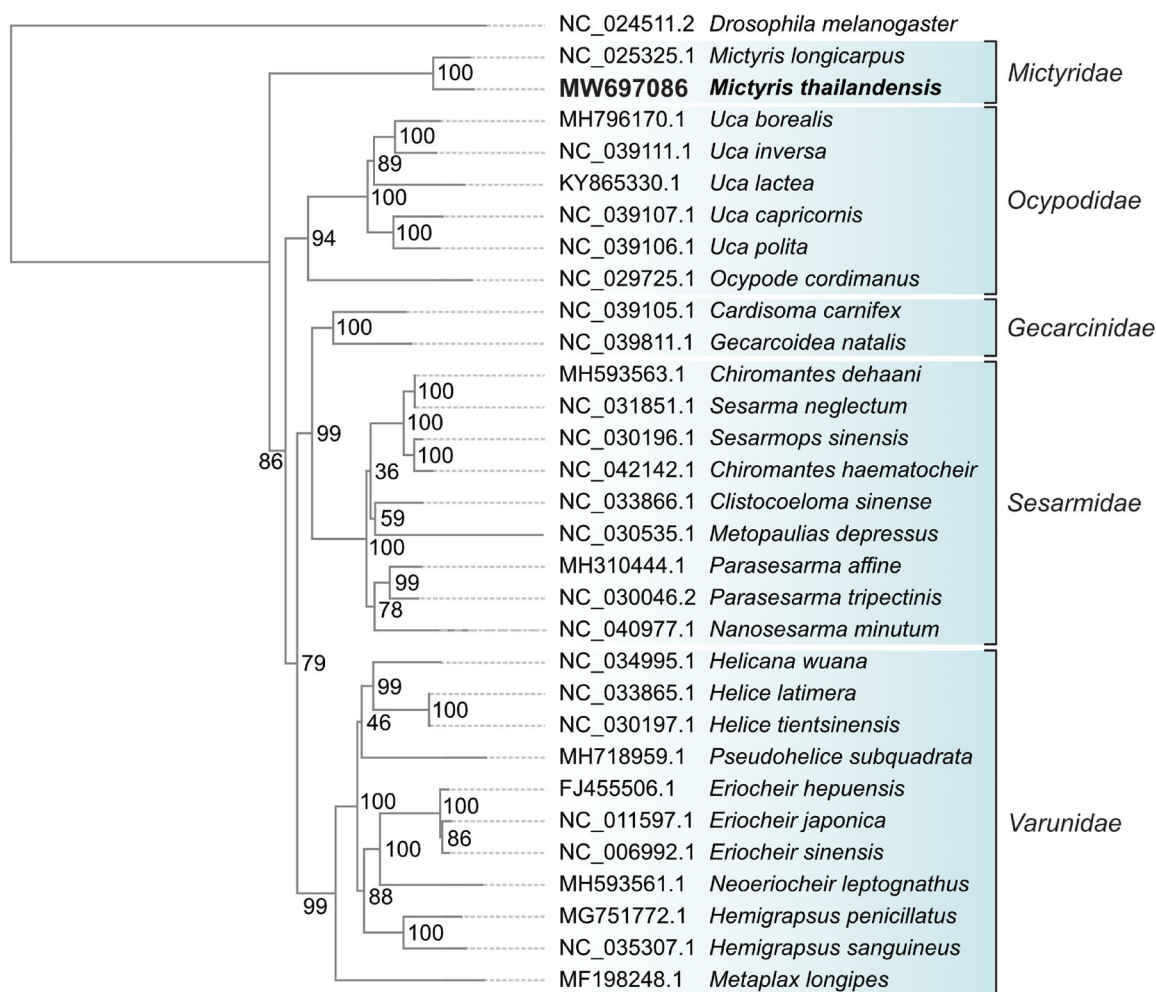 NC_024511.2 Drosophila melanogaster
NC_025325.1 Mictyris longicarpus
Mictyridae
100
MW697086 Mictyris thailandensis
MH796170.1 Uca borealis
100
NC_039111.1 Uca inversa
89
KY865330.1 Uca lactea
100
Ocypodidae
NC_039107.1 Uca capricornis
100
94
NC_039106.1 Uca polita
NC_029725.1 Ocypode cordimanus
NC_039105.1 Cardisoma carnifex
100
Gecarcinidae
NC_039811.1 Gecarcoidea natalis
MH593563.1 Chiromantes dehaani
100
NC_031851.1 Sesarma neglectum
100
99
NC_030196.1 Sesarmops sinensis
100
86
36
NC_042142.1 Chiromantes haematocheir
NC_033866.1 Clistocoeloma sinense
Sesarmidae
59
NC_030535.1 Metopaulias depressus
100
MH310444.1 Parasesarma affine
99
NC_030046.2 Parasesarma tripectinis
78
NC_040977.1 Nanosesarma minutum
79
NC_034995.1 Helicana wuana
99
NC_033865.1 Helice latimera
100
46
NC_030197.1 Helice tientsinensis
MH718959.1 Pseudohelice subquadrata
FJ455506.1 Eriocheir hepuensis
100
100
NC_011597.1 Eriocheir japonica
Varunidae
86
100
NC_006992.1 Eriocheir sinensis
MH593561.1 Neoeriocheir leptognathus
88
99
MG751772.1 Hemigrapsus penicillatus
100
NC_035307.1 Hemigrapsus sanguineus
MF198248.1 Metaplax longipes